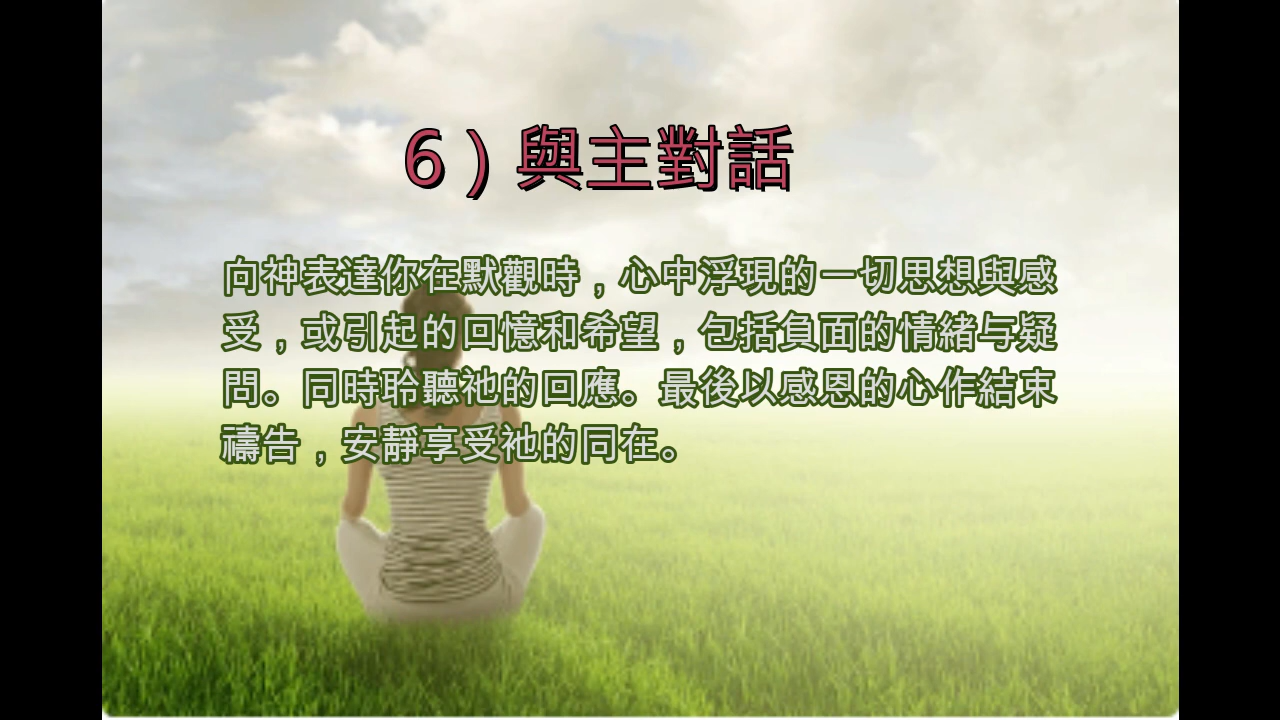 6）與主對話
向神表達你在默觀時，心中浮現的一切思想與感
受，或引起的回憶和希望，包括負面的情緒与疑
問。同時聆聽祂的回應。最後以感恩的心作結束
禱告，安靜享受祂的同在。